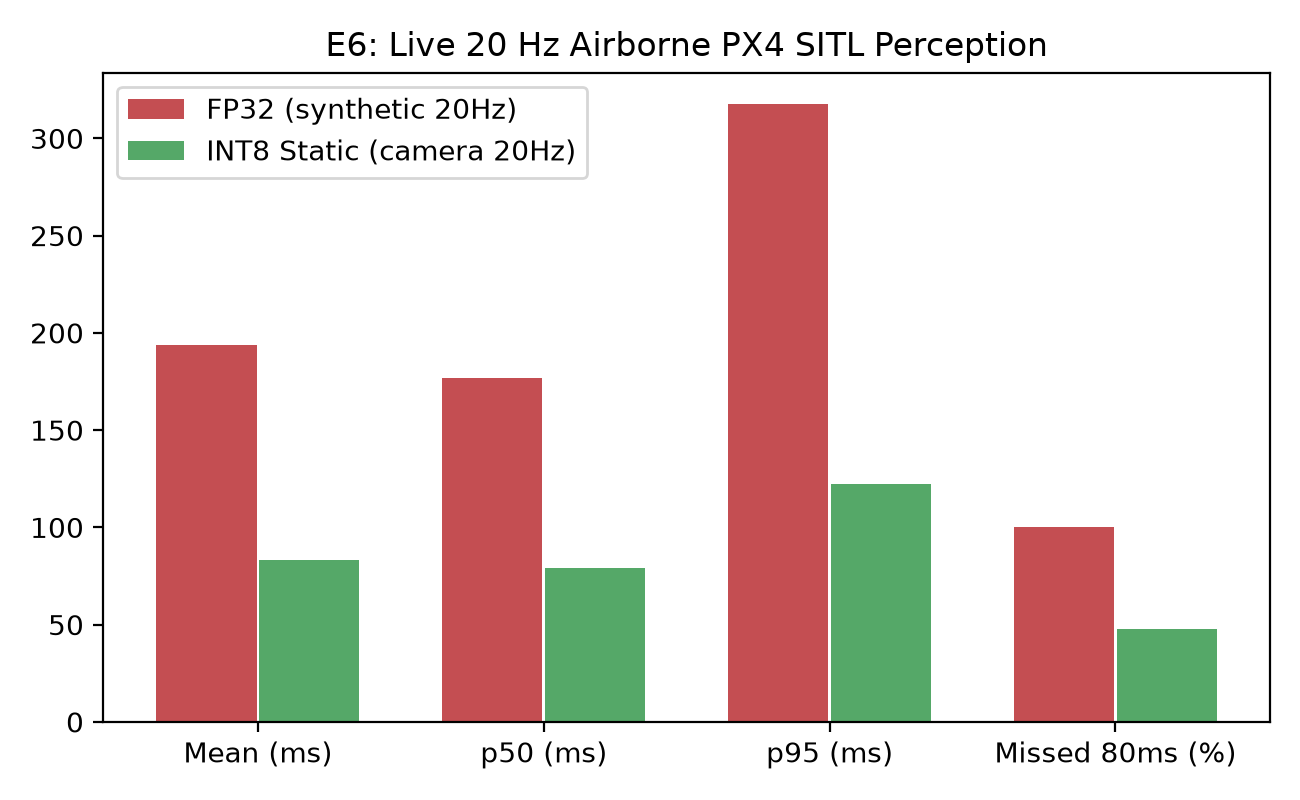 E6: Live 20 Hz Airborne PX4 SITL Perception
FP32 (synthetic 20Hz)
INT8 Static (camera 20Hz)
300
250
200
150
100
50
0
Mean (ms)
p50 (ms)
p95 (ms)
Missed 80ms (%)